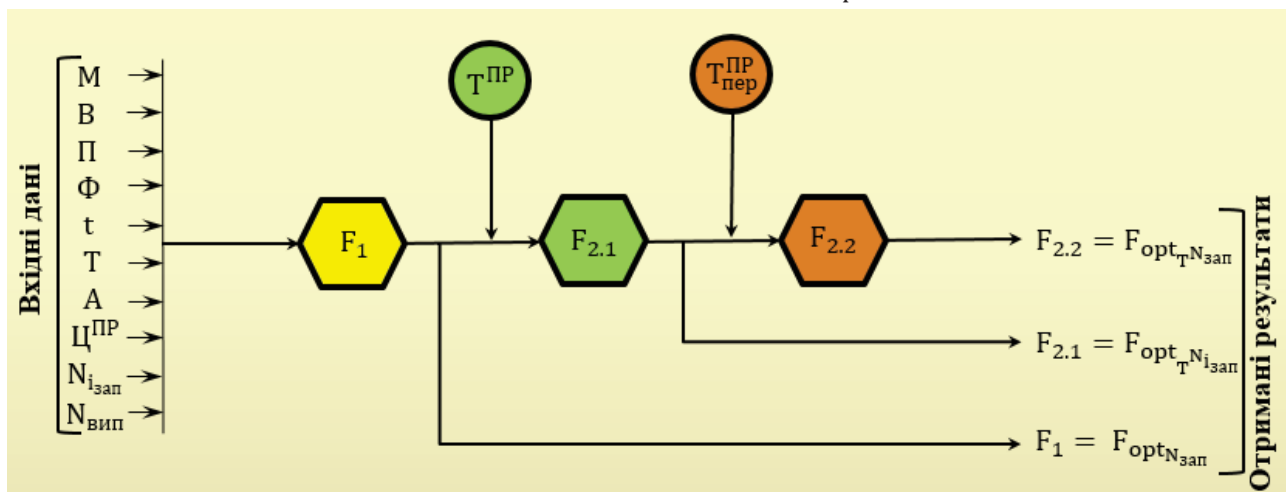 Вхідні дані
М
В
П
Ф
t
Т
А
Ц^ПР
N_iзап
N_вип
T^ПР
T^ПР_пер
F_1
F_2.1
F_2.2
F_2.2 = F_opt_T^N_зап
F_2.1 = F_opt_T^N_i_зап
F_1 = F_opt_N_зап
Отримані результати